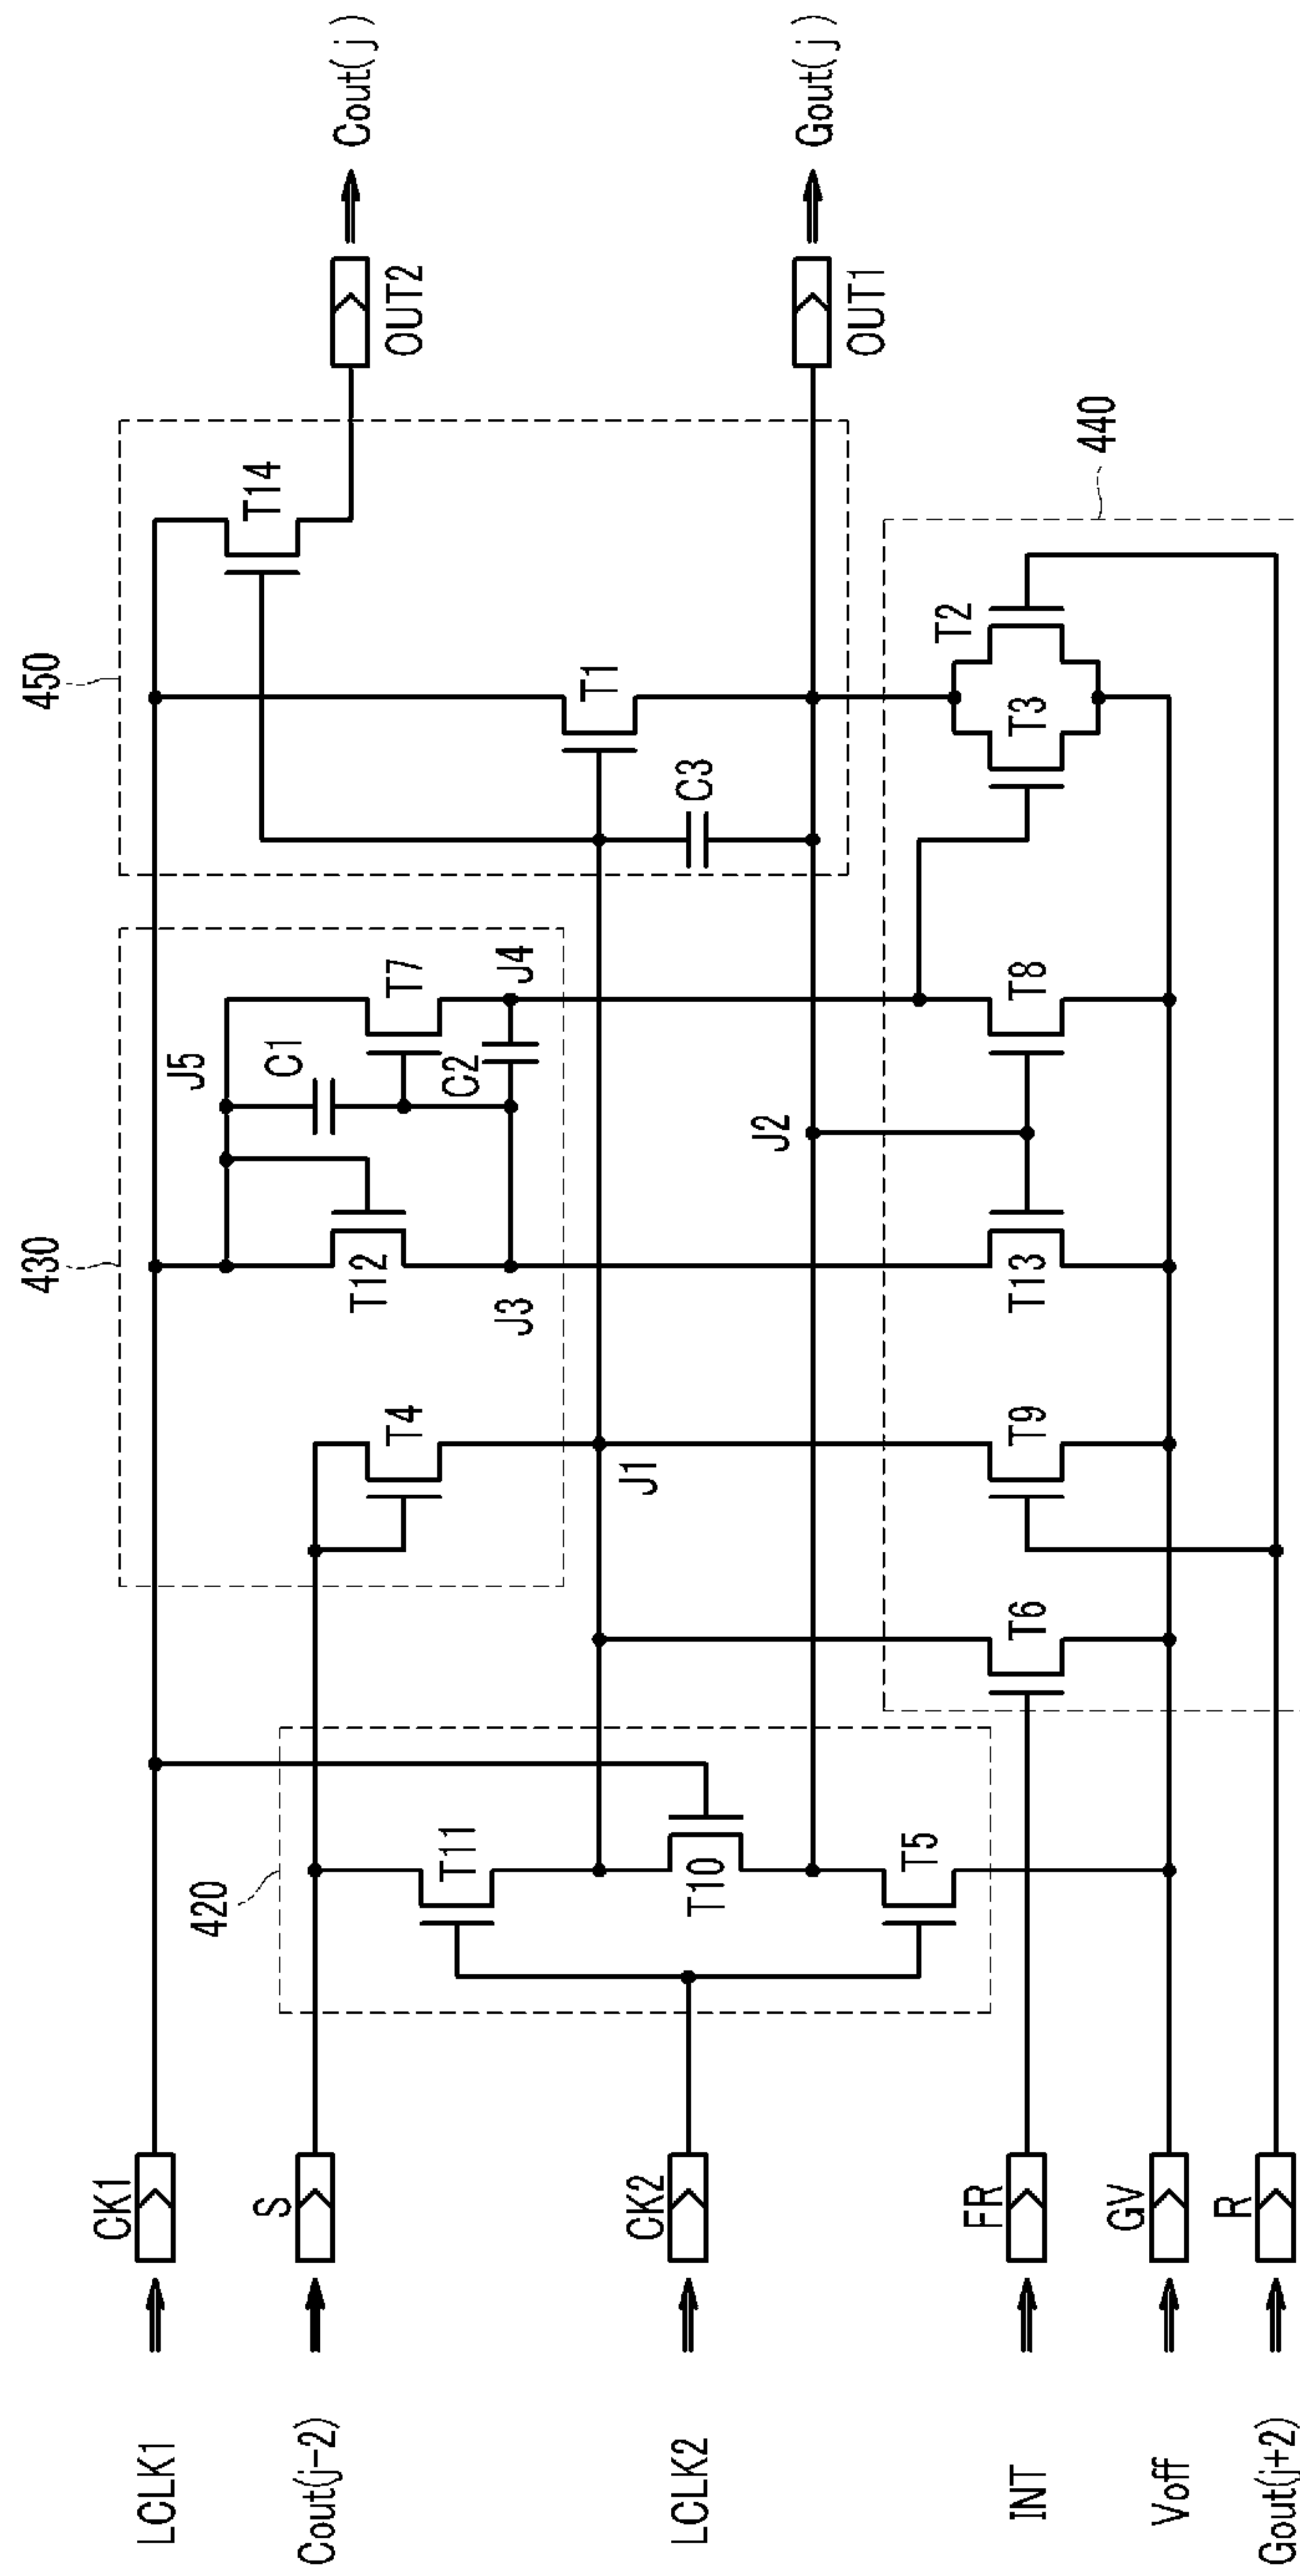 LCLK1
CK1
Cout(j-2)
S
LCLK2
CK2
INT
FR
Voff
GV
Gout(j+2)
R
420
T11
T10
T5
430
T4
T12
J5
C1
T7
C2
J3
J4
J1
J2
450
T14
T1
C3
440
T6
T9
T13
T8
T3
T2
OUT2
Cout(j)
OUT1
Gout(j)